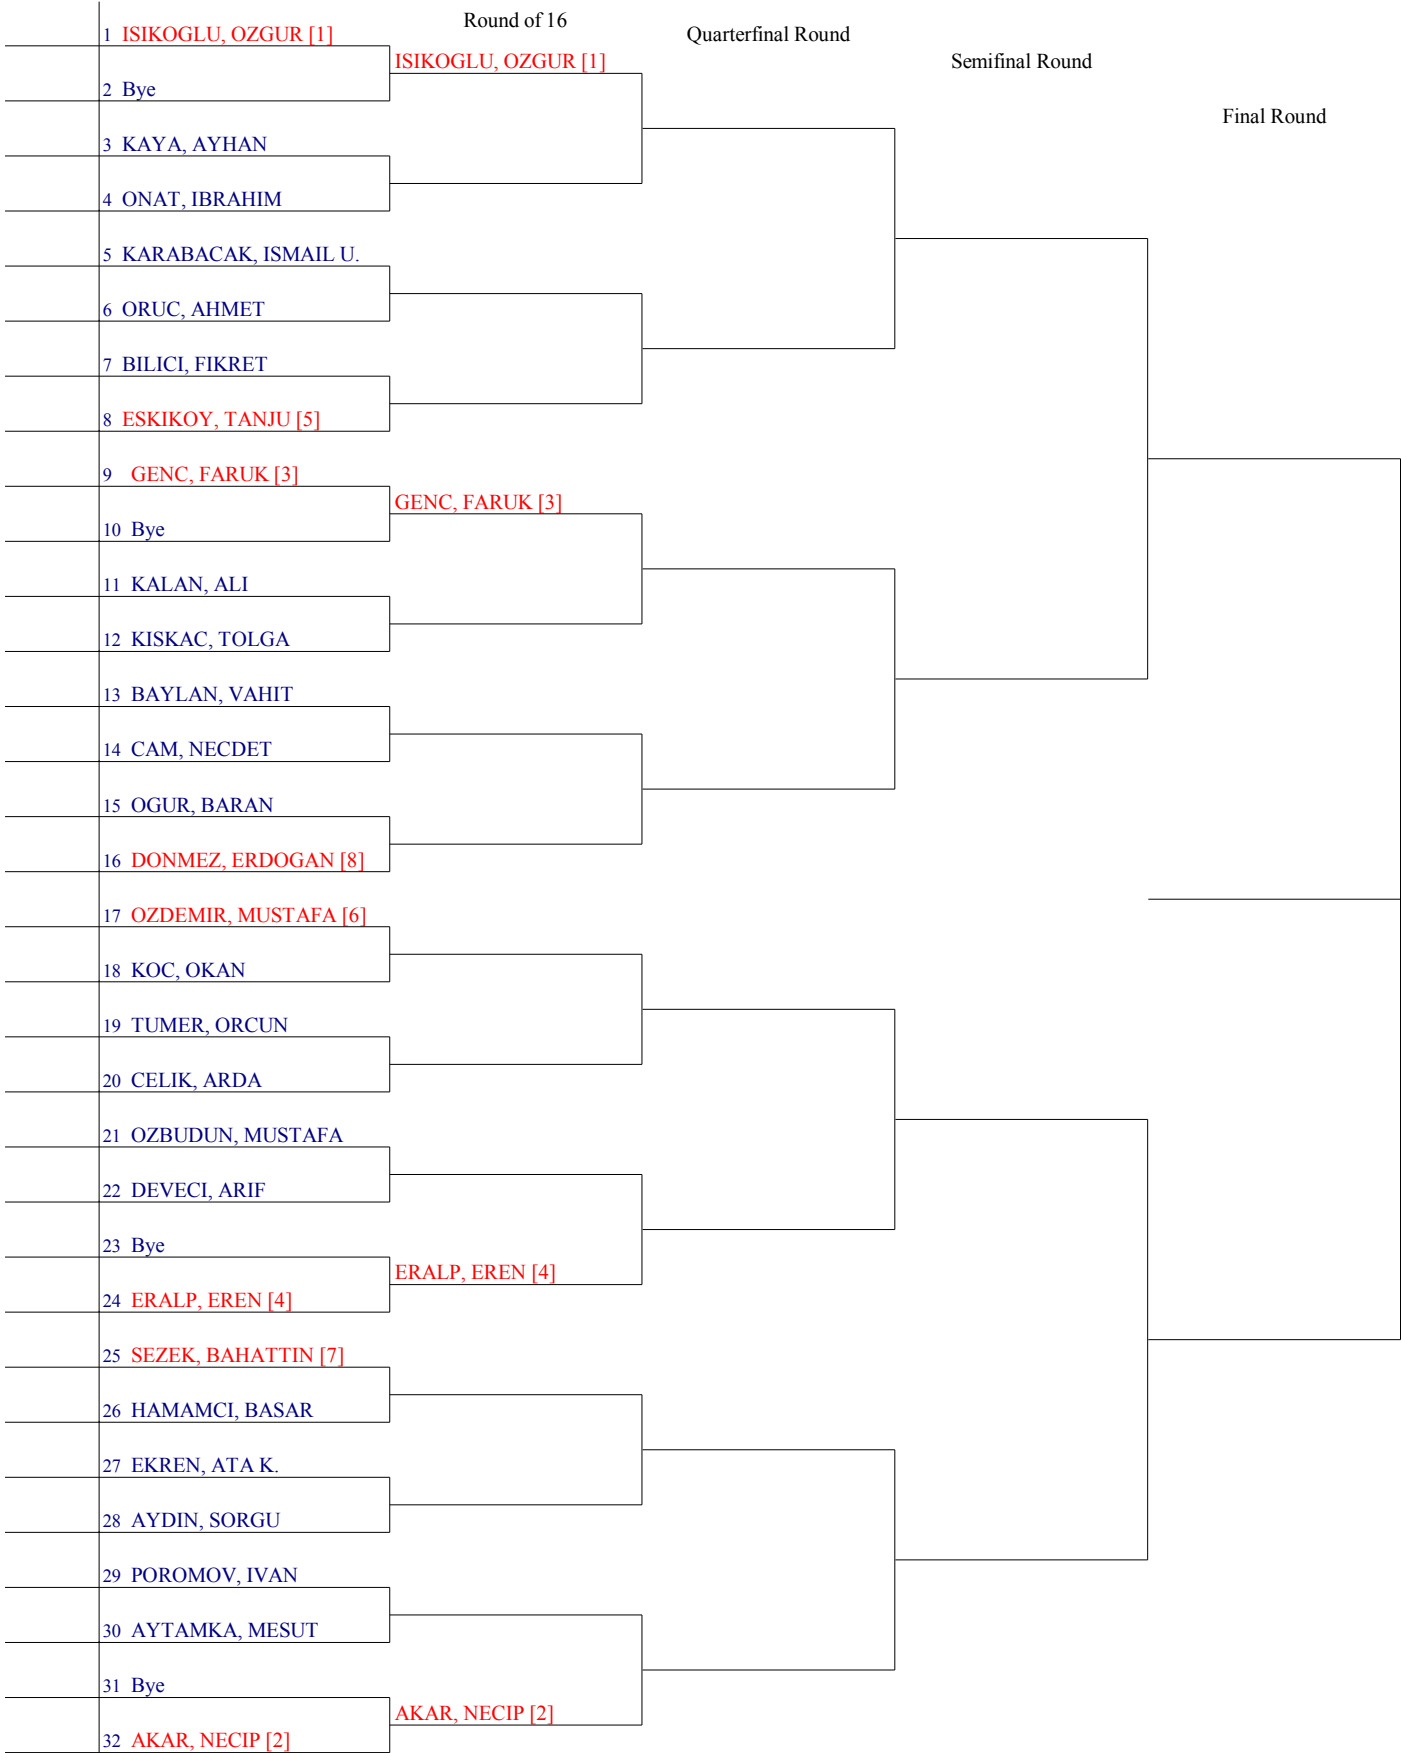 Round of 16
Quarterfinal Round
Semifinal Round
Final Round
1 ISIKOGLU, OZGUR [1]
ISIKOGLU, OZGUR [1]
2 Bye
3 KAYA, AYHAN
4 ONAT, IBRAHIM
5 KARABACAK, ISMAIL U.
6 ORUC, AHMET
7 BILICI, FIKRET
8 ESKIKOY, TANJU [5]
9 GENC, FARUK [3]
GENC, FARUK [3]
10 Bye
11 KALAN, ALI
12 KISKAC, TOLGA
13 BAYLAN, VAHIT
14 CAM, NECDET
15 OGUR, BARAN
16 DONMEZ, ERDOGAN [8]
17 OZDEMIR, MUSTAFA [6]
18 KOC, OKAN
19 TUMER, ORCUN
20 CELIK, ARDA
21 OZBUDUN, MUSTAFA
22 DEVECI, ARIF
23 Bye
ERALP, EREN [4]
24 ERALP, EREN [4]
25 SEZEK, BAHATTIN [7]
26 HAMAMCI, BASAR
27 EKREN, ATA K.
28 AYDIN, SORGU
29 POROMOV, IVAN
30 AYTAMKA, MESUT
31 Bye
AKAR, NECIP [2]
32 AKAR, NECIP [2]